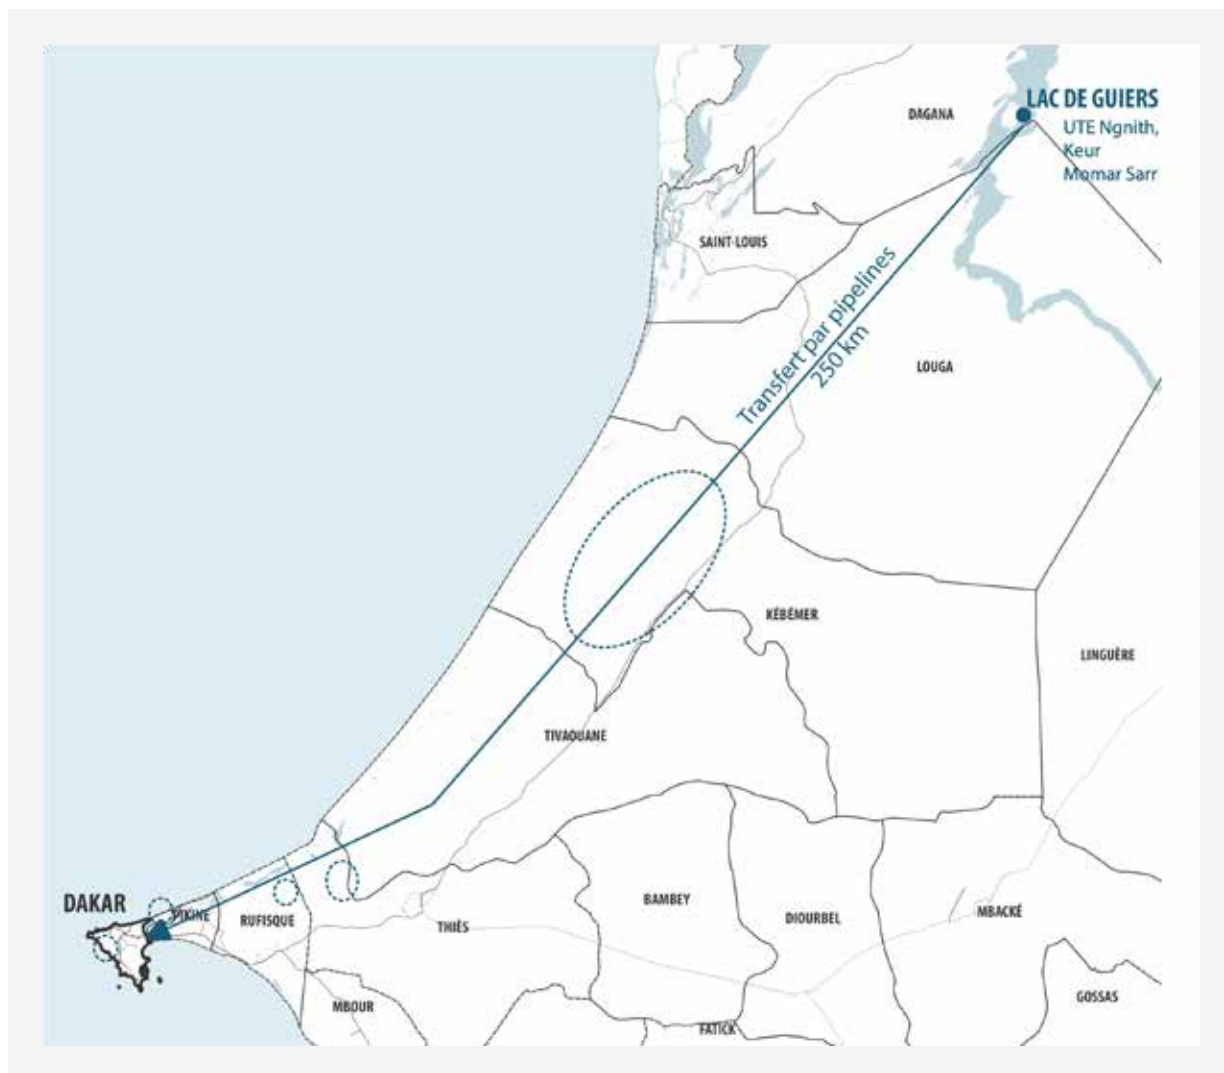 LAC DE GUIERS
UTE Ngnith,
Keur
Momar Sarr
DAGANA
SAINT-LOUIS
Transfert par pipelines
250 km
LOUGA
KÉBÉMER
LINGUÈRE
TIVAOUANE
DAKAR
PIKINE
RUFISQUE
THIÈS
BAMBEY
DIOURBEL
MBACKÉ
MBOUR
FATICK
GOSSAS